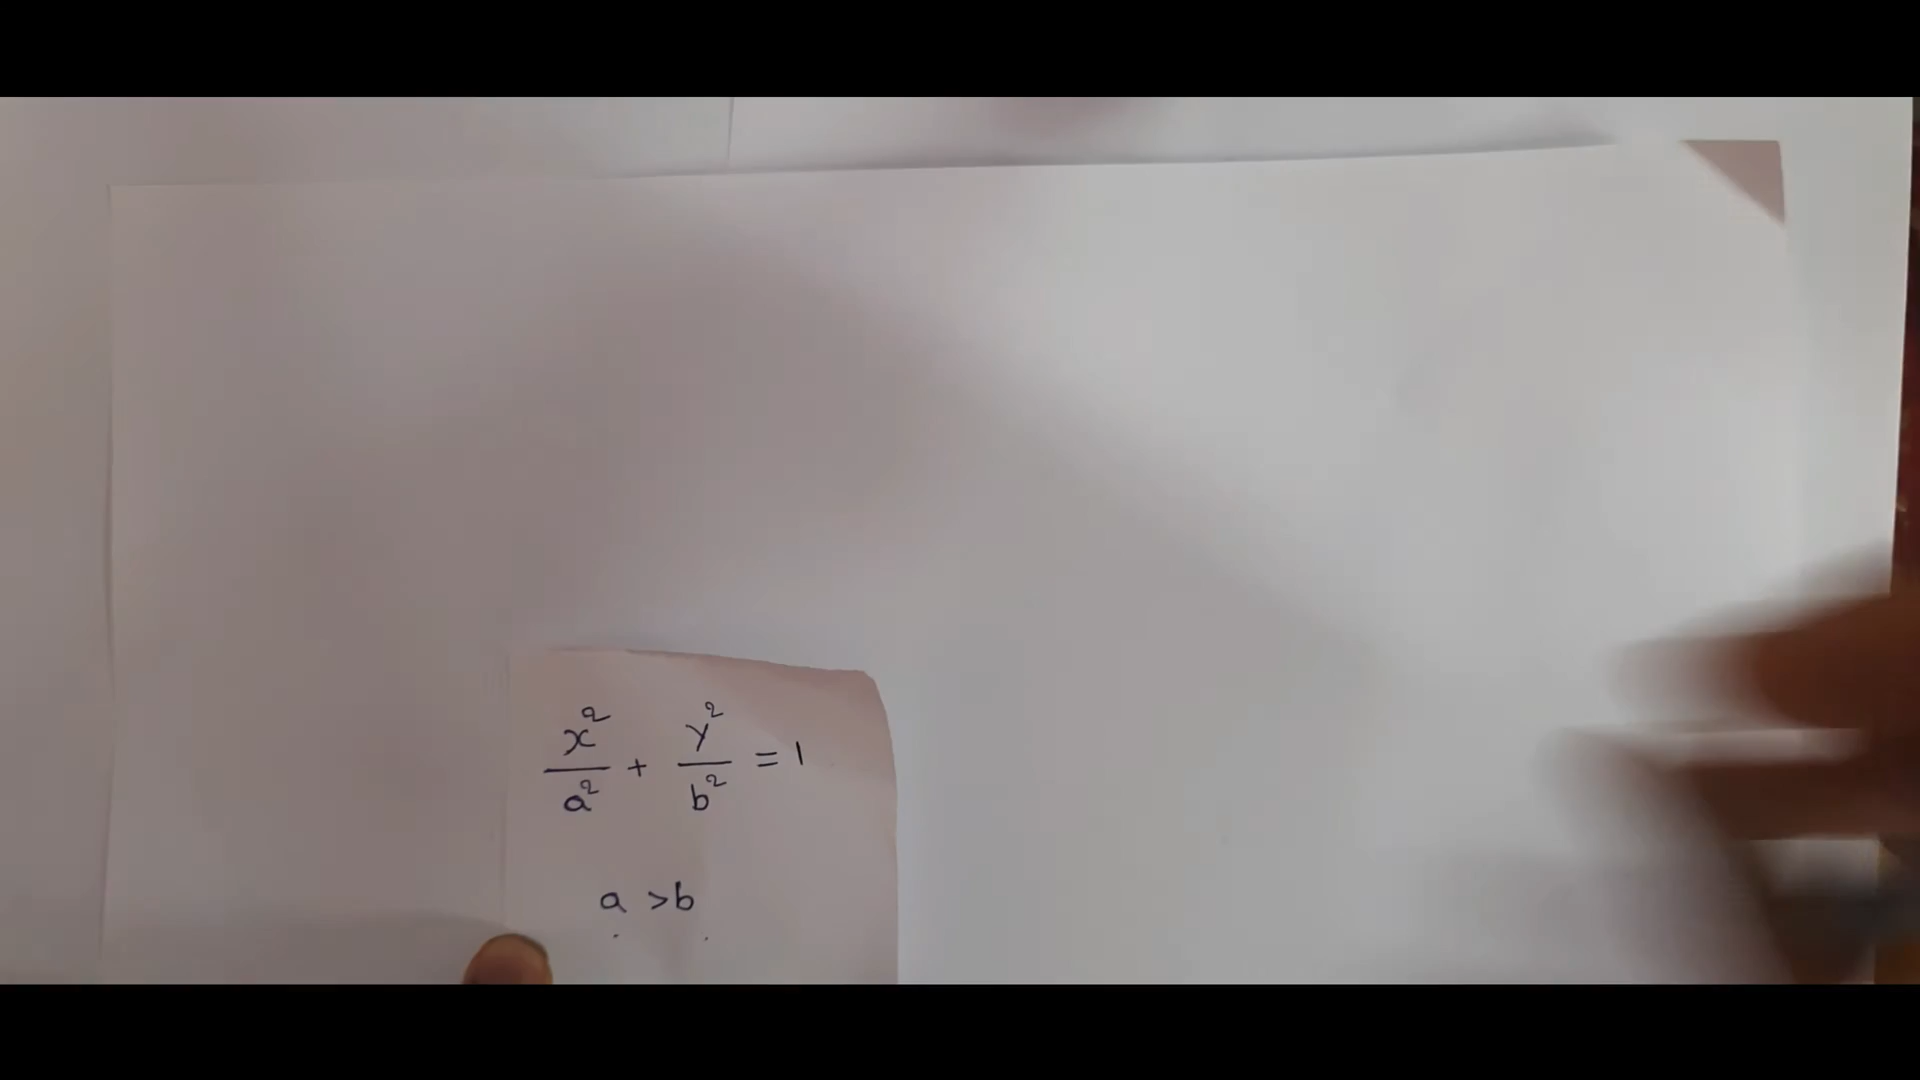 x²/a² + y²/b² = 1
a > b